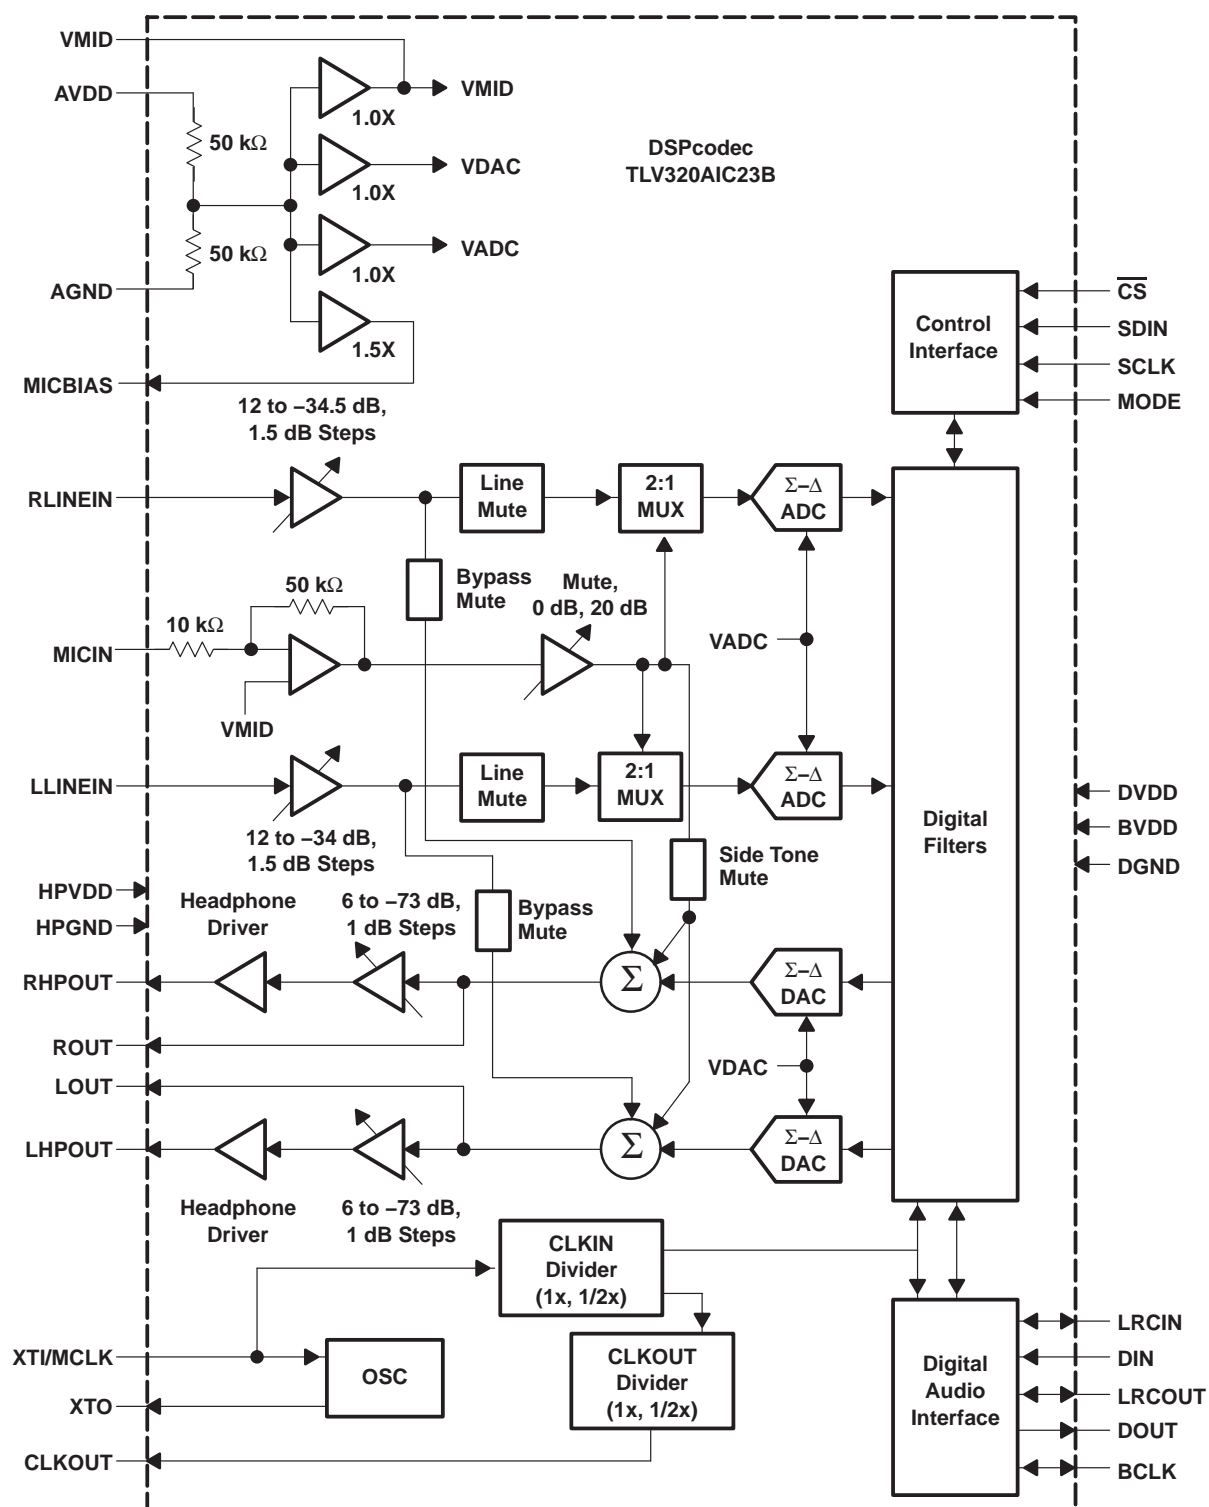 VMID
AVDD
50 kΩ
50 kΩ
AGND
MICBIAS
1.0X
VMID
1.0X
VDAC
1.0X
VADC
1.5X
DSPcodec
TLV320AIC23B
Control
Interface
CS
SDIN
SCLK
MODE
12 to –34.5 dB,
1.5 dB Steps
RLINEIN
Line
Mute
2:1
MUX
Σ–Δ
ADC
Bypass
Mute
50 kΩ
10 kΩ
MICIN
VMID
Mute,
0 dB, 20 dB
VADC
LLINEIN
12 to –34 dB,
1.5 dB Steps
Line
Mute
2:1
MUX
Σ–Δ
ADC
Digital
Filters
DVDD
BVDD
DGND
Side Tone
Mute
Bypass
Mute
HPVDD
HPGND
Headphone
Driver
6 to –73 dB,
1 dB Steps
RHPOUT
Σ
Σ–Δ
DAC
ROUT
VDAC
LOUT
LHPOUT
Σ
Σ–Δ
DAC
Headphone
Driver
6 to –73 dB,
1 dB Steps
CLKIN
Divider
(1x, 1/2x)
XTI/MCLK
OSC
XTO
CLKOUT
Divider
(1x, 1/2x)
CLKOUT
Digital
Audio
Interface
LRCIN
DIN
LRCOUT
DOUT
BCLK